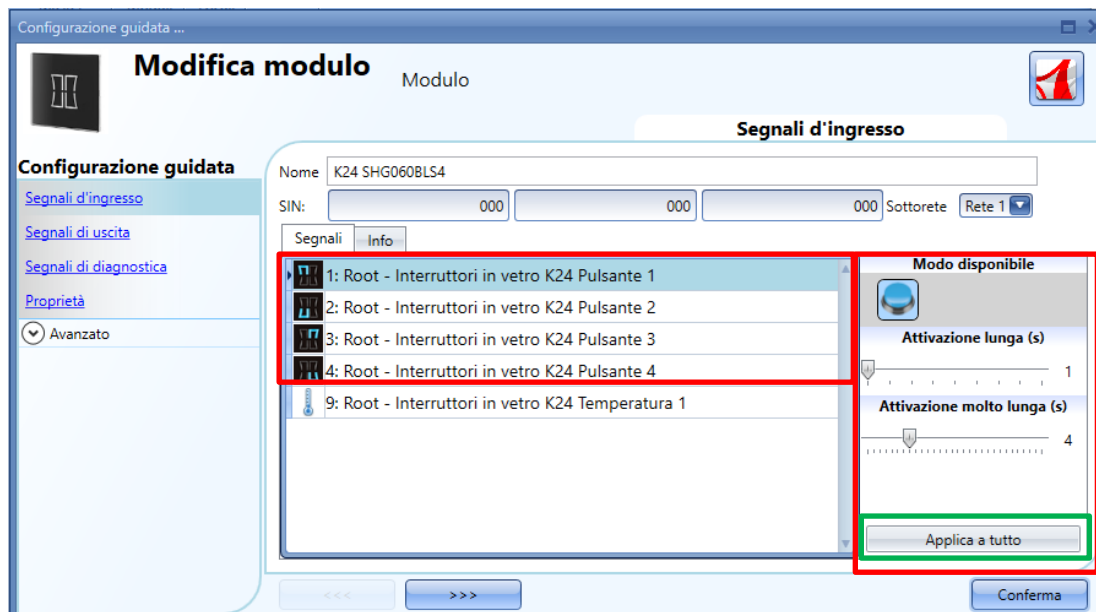 Configurazione guidata ...
Modifica modulo
Modulo
Segnali d'ingresso
Configurazione guidata
Segnali d'ingresso
Segnali di uscita
Segnali di diagnostica
Proprietà
Avanzato
Nome K24 SHG060BLS4
SIN: 000 000 000 Sottorete Rete 1
Segnali Info
1: Root - Interruttori in vetro K24 Pulsante 1
2: Root - Interruttori in vetro K24 Pulsante 2
3: Root - Interruttori in vetro K24 Pulsante 3
4: Root - Interruttori in vetro K24 Pulsante 4
9: Root - Interruttori in vetro K24 Temperatura 1
Modo disponibile
Attivazione lunga (s)
1
Attivazione molto lunga (s)
4
Applica a tutto
<<< >>> Conferma